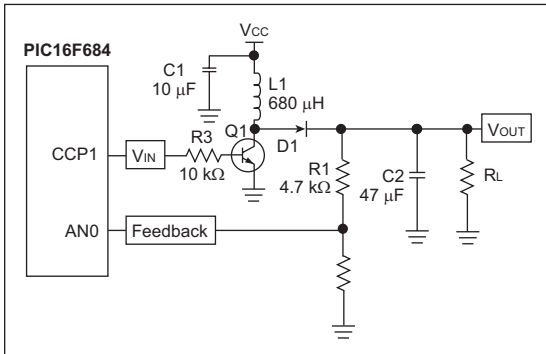 PIC16F684
VCC
C1
10 µF
L1
680 µH
CCP1
VIN
R3
10 kΩ
Q1
D1
VOUT
R1
4.7 kΩ
C2
47 µF
RL
AN0
Feedback